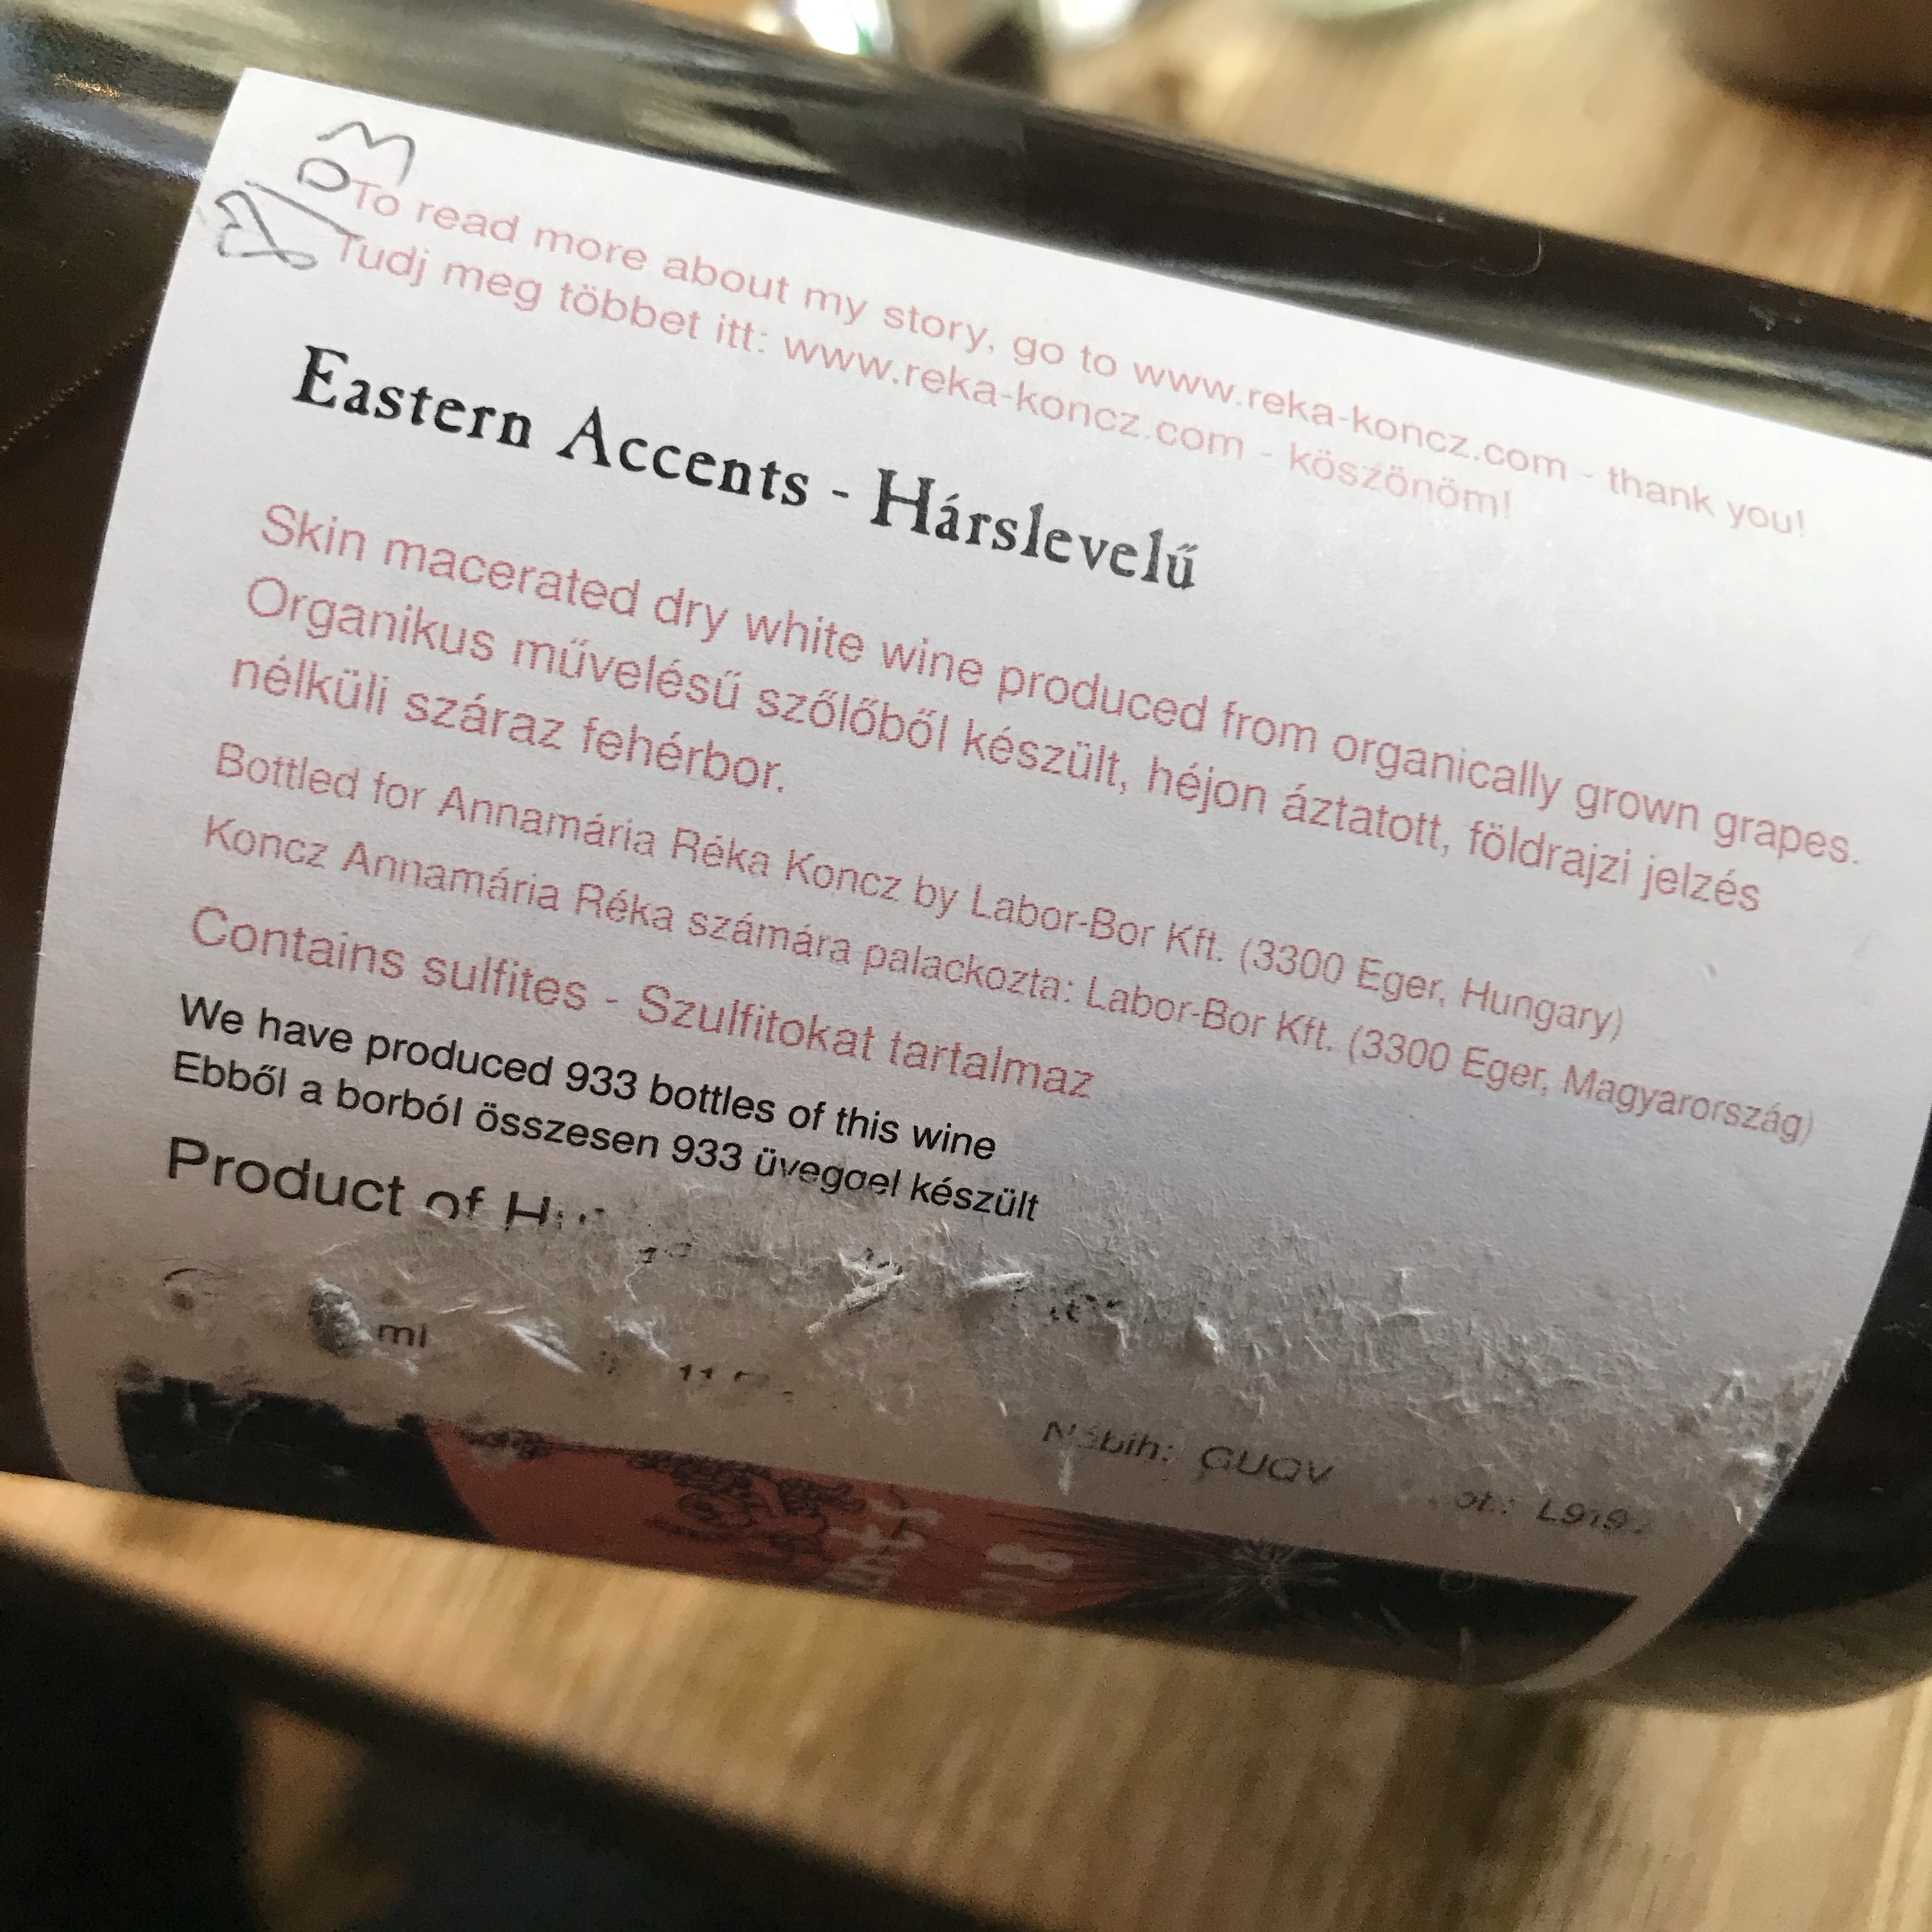 To read more about my story, go to www.reka-koncz.com - thank you!
Tudj meg többet itt: www.reka-koncz.com - köszönöm!
Eastern Accents - Hárslevelű
Skin macerated dry white wine produced from organically grown grapes.
Organikus művelésű szőlőből készült, héjon áztatott, földrajzi jelzés
nélküli száraz fehérbor.
Bottled for Annamária Réka Koncz by Labor-Bor Kft. (3300 Eger, Hungary)
Koncz Annamária Réka számára palackozta: Labor-Bor Kft. (3300 Eger, Magyarország)
Contains sulfites - Szulfitokat tartalmaz
We have produced 933 bottles of this wine
Ebből a borból összesen 933 üveggel készült
Product of
ml
Nébih: